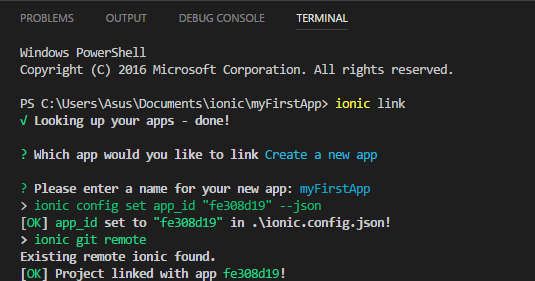 PROBLEMS OUTPUT DEBUG CONSOLE TERMINAL
Windows PowerShell
Copyright (C) 2016 Microsoft Corporation. All rights reserved.
PS C:\Users\Asus\Documents\ionic\myFirstApp> ionic link
√ Looking up your apps - done!
? Which app would you like to link Create a new app
? Please enter a name for your new app: myFirstApp
> ionic config set app_id "fe308d19" --json
[OK] app_id set to "fe308d19" in .\ionic.config.json!
> ionic git remote
Existing remote ionic found.
[OK] Project linked with app fe308d19!